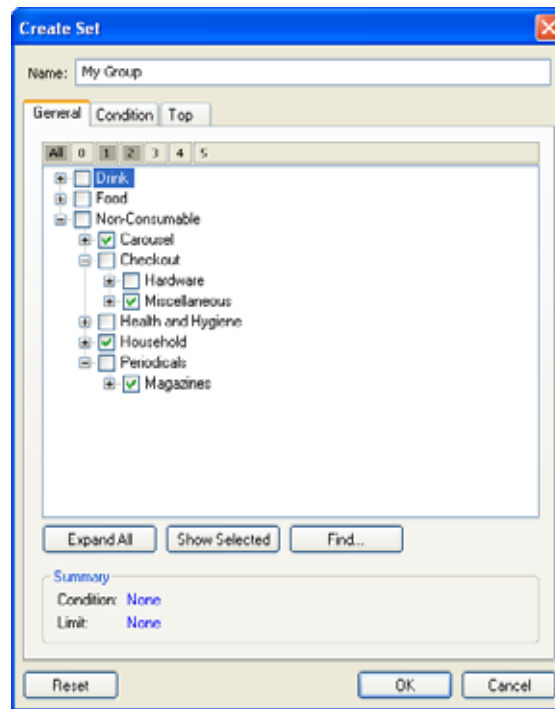 Create Set
Name: My Group
General Condition Top
All 0 1 2 3 4 5
Drink
Food
Non-Consumable
Carousel
Checkout
Hardware
Miscellaneous
Health and Hygiene
Household
Periodicals
Magazines
Expand All Show Selected Find...
Summary
Condition: None
Limit: None
Reset OK Cancel